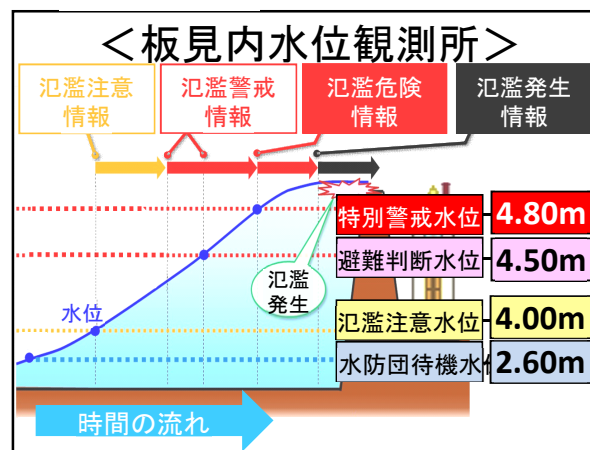 ＜板見内水位観測所＞
氾濫注意
情報
氾濫警戒
情報
氾濫危険
情報
氾濫発生
情報
特別警戒水位
4.80m
避難判断水位
4.50m
氾濫
発生
水位
氾濫注意水位
4.00m
水防団待機水
2.60m
時間の流れ